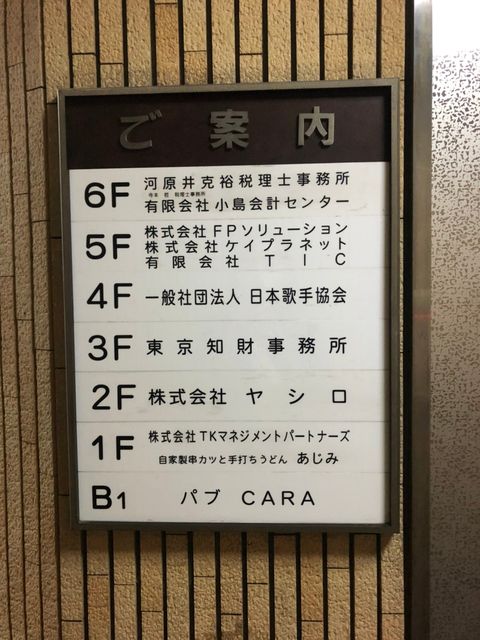 ご案内
6F 河原井克裕税理士事務所
有限会社小島会計センター
5F 株式会社FPソリューション
株式会社ケイプラネット
有限会社TIC
4F 一般社団法人 日本歌手協会
3F 東京知財事務所
2F 株式会社ヤシロ
1F 株式会社TKマネジメントパートナーズ
自家製串カツと手打ちうどん あじみ
B1 パブ CARA